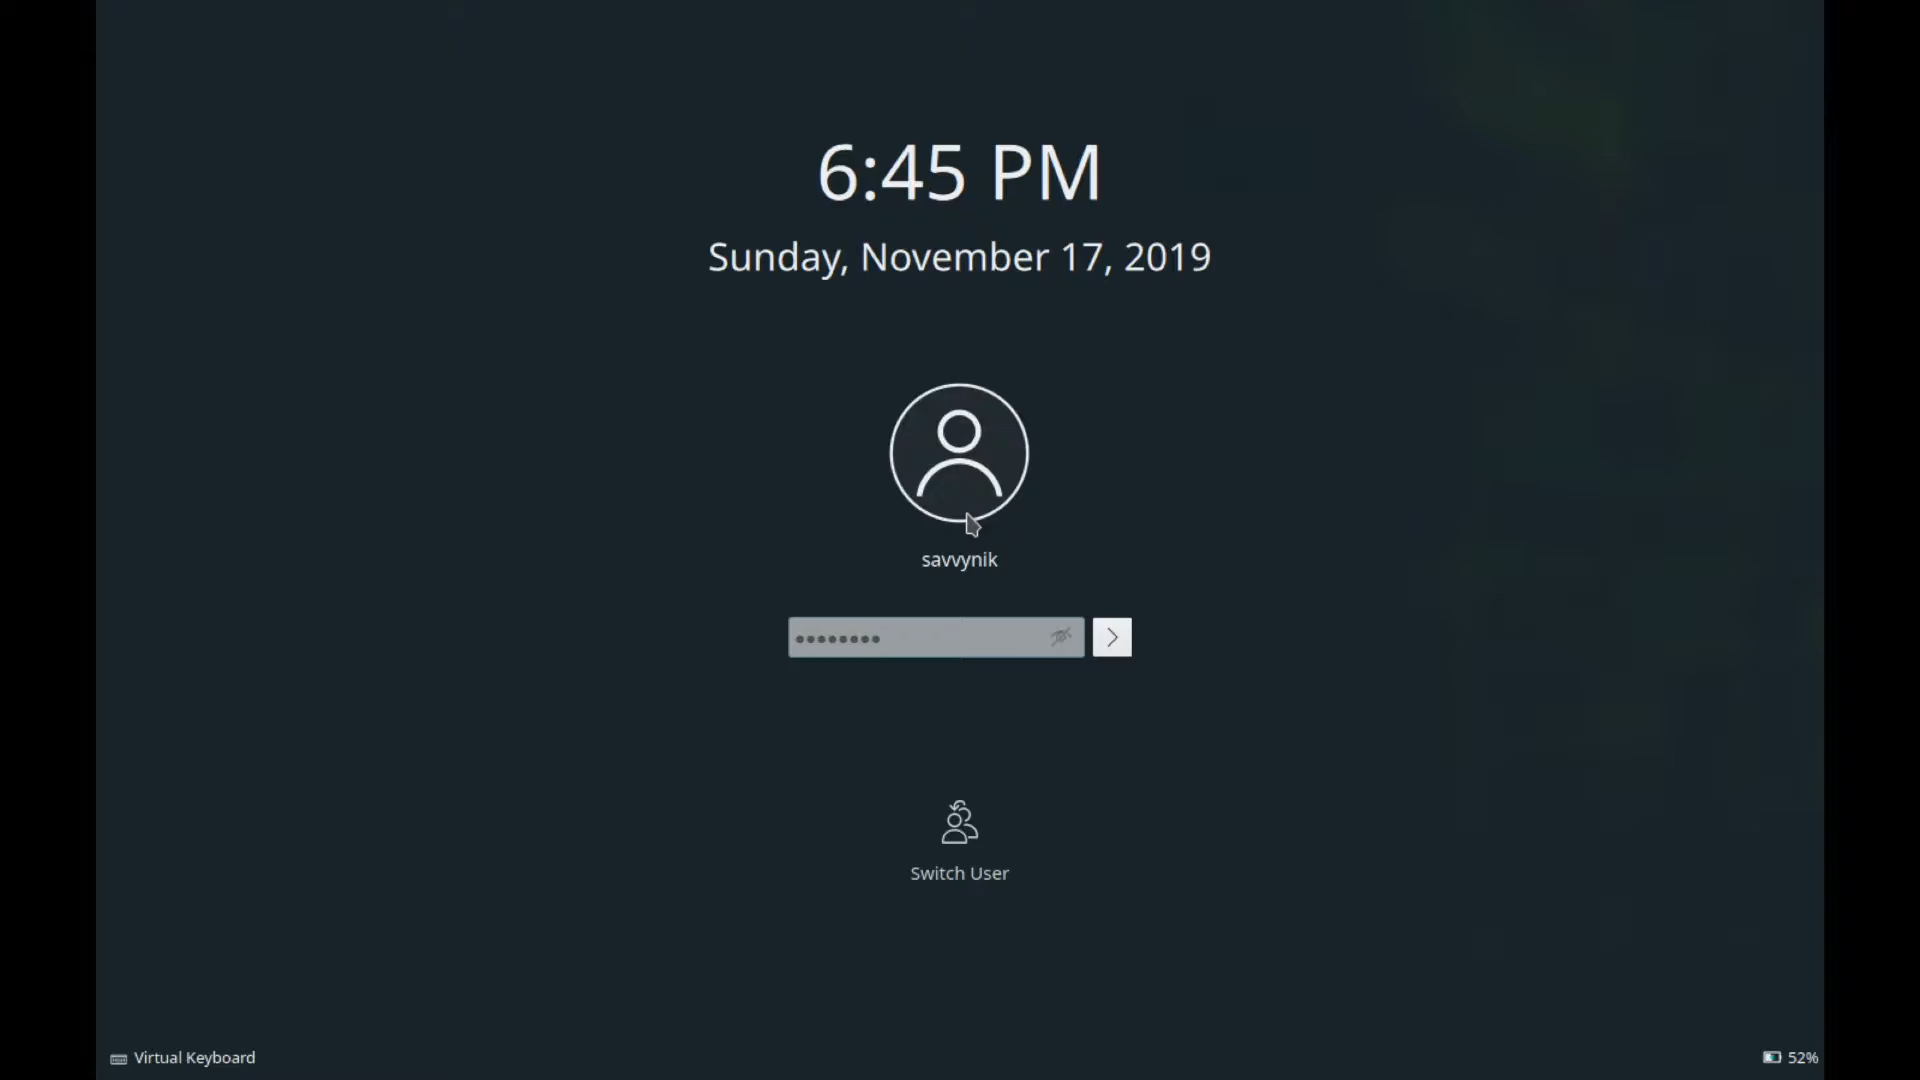 6:45 PM
Sunday, November 17, 2019
savvynik
Switch User
Virtual Keyboard
52%